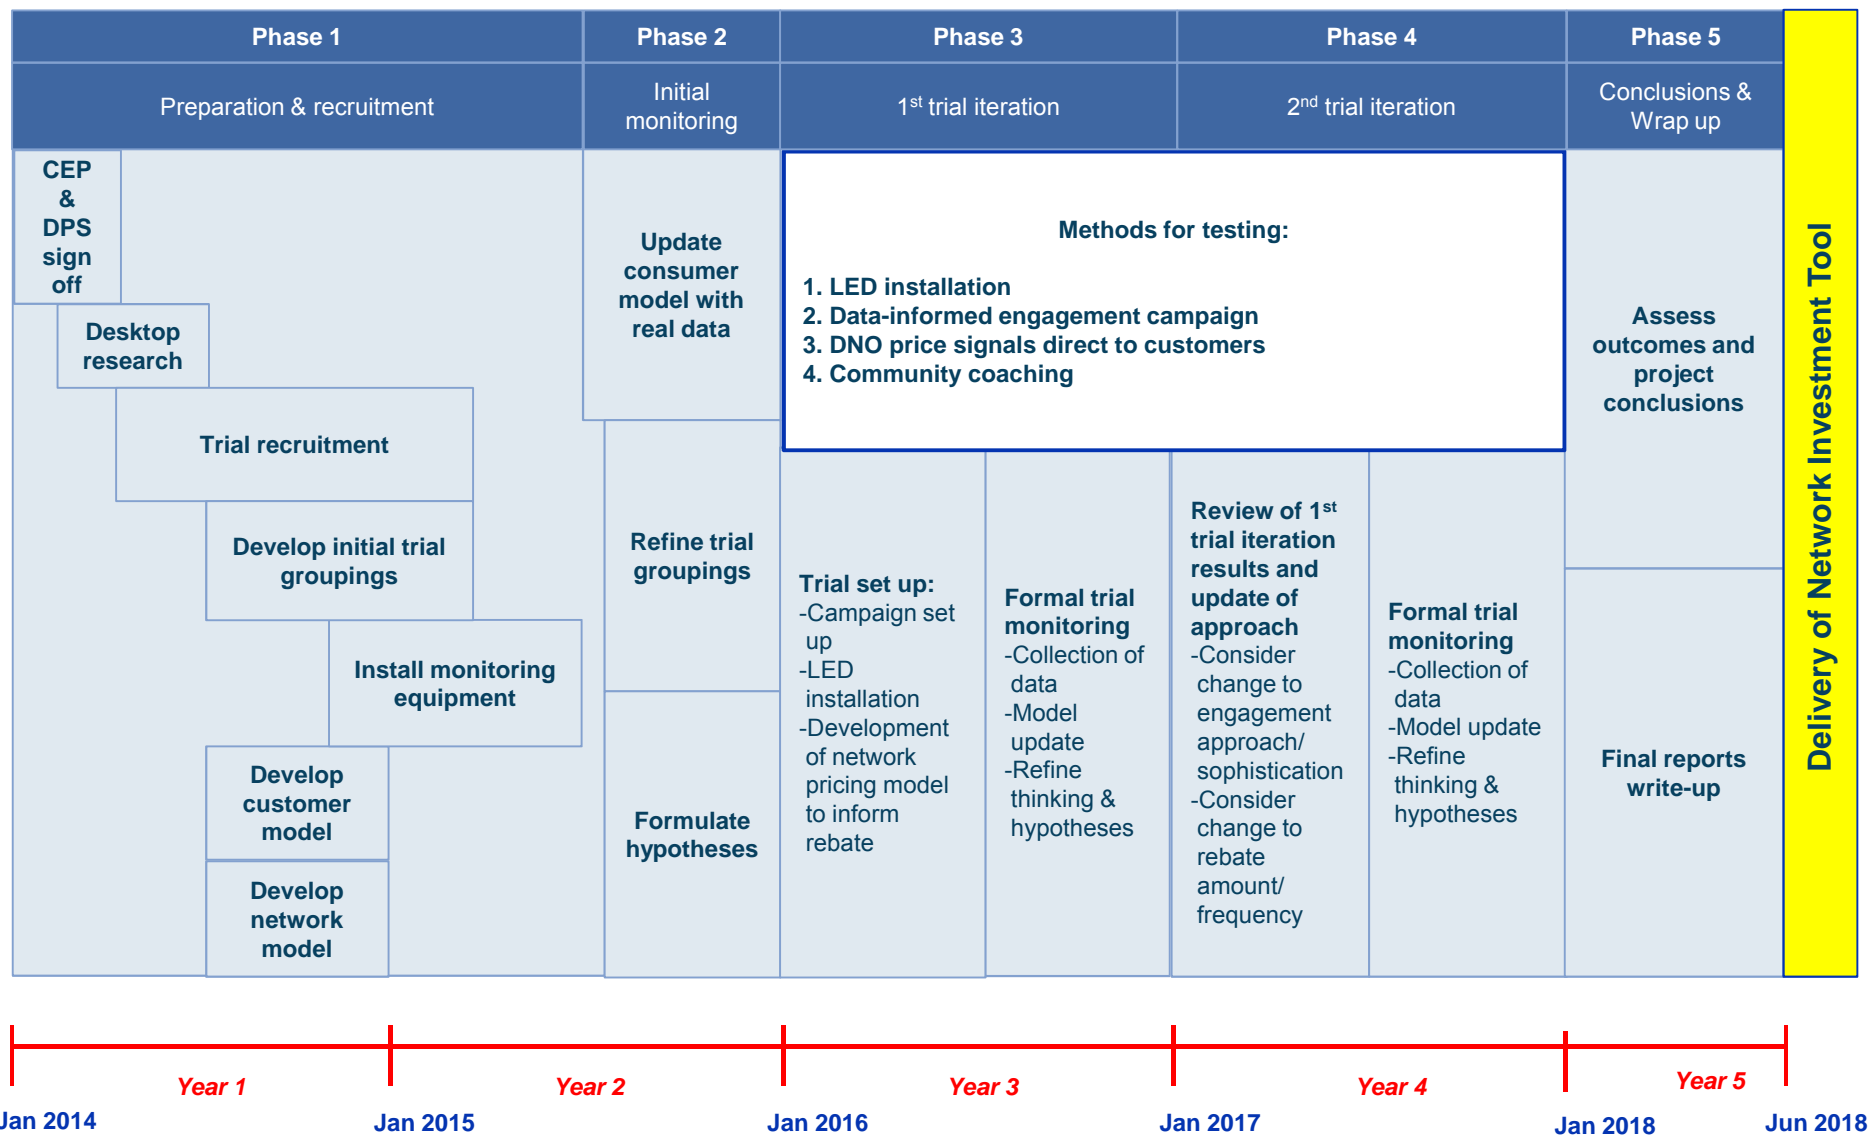 Phase 1
Phase 2
Phase 3
Phase 4
Phase 5
Preparation & recruitment
Initial
monitoring
1st trial iteration
2nd trial iteration
Conclusions &
Wrap up
CEP
&
DPS
sign
off
Desktop
research
Trial recruitment
Develop initial trial
groupings
Install monitoring
equipment
Develop
customer
model
Develop
network
model
Update
consumer
model with
real data
Refine trial
groupings
Formulate
hypotheses
Methods for testing:
1. LED installation
2. Data-informed engagement campaign
3. DNO price signals direct to customers
4. Community coaching
Trial set up:
-Campaign set
up
-LED
installation
-Development
of network
pricing model
to inform
rebate
Formal trial
monitoring
-Collection of
data
-Model
update
-Refine
thinking &
hypotheses
Review of 1st
trial iteration
results and
update of
approach
-Consider
change to
engagement
approach/
sophistication
-Consider
change to
rebate
amount/
frequency
Formal trial
monitoring
-Collection of
data
-Model update
-Refine
thinking &
hypotheses
Assess
outcomes and
project
conclusions
Final reports
write-up
Delivery of Network Investment Tool
Year 1
Year 2
Year 3
Year 4
Year 5
Jan 2014
Jan 2015
Jan 2016
Jan 2017
Jan 2018
Jun 2018